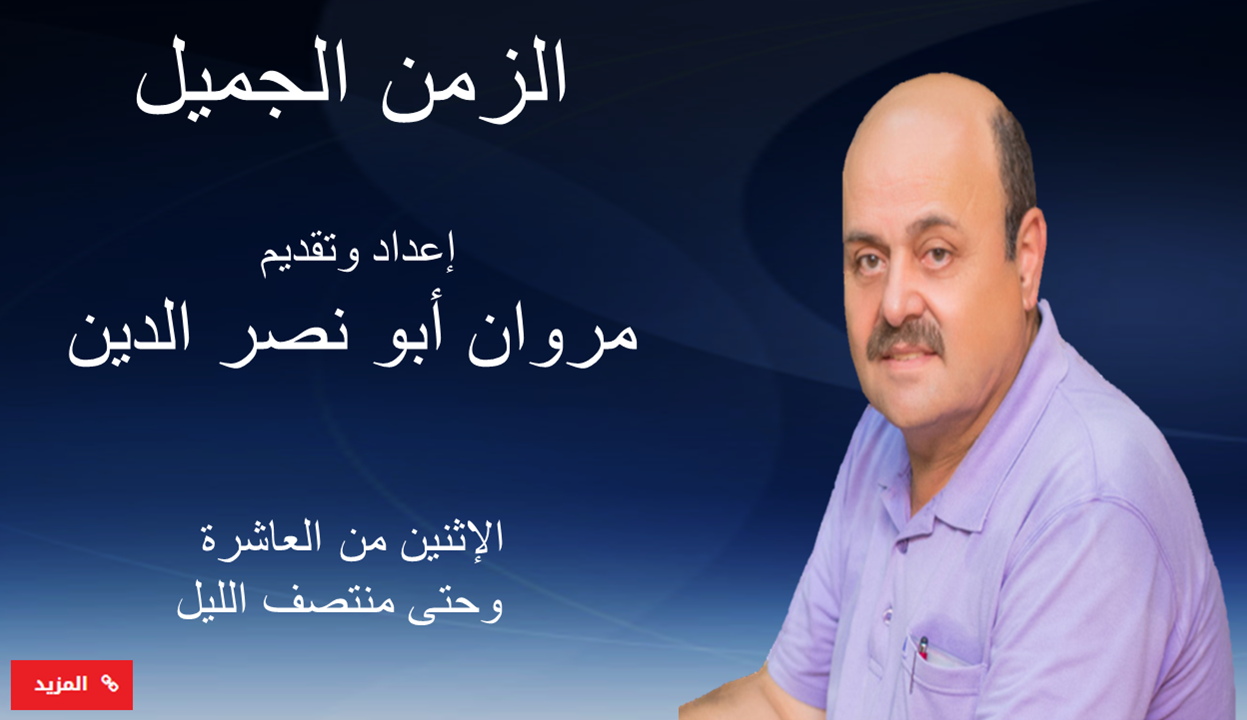 الزمن الجميل
إعداد وتقديم
مروان أبو نصر الدين
الإثنين من العاشرة
وحتى منتصف الليل
المزيد